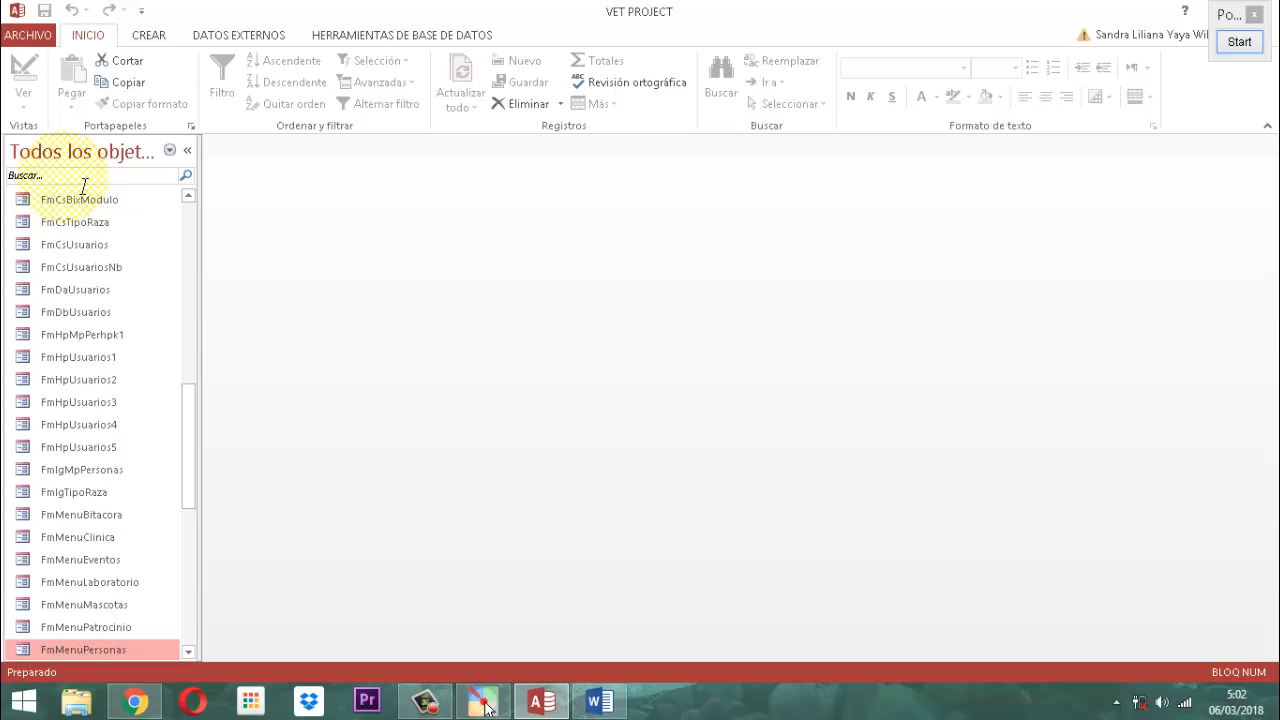 VET PROJECT
?
Po...
ARCHIVO INICIO CREAR DATOS EXTERNOS HERRAMIENTAS DE BASE DE DATOS
Sandra Liliana Yaya Wil
Start
Ver
Pegar
Cortar
Copiar
Copiar formato
Filtro
Ascendente
Descendente
Quitar orden
Selección
Avanzadas
Alternar filtro
Actualizar todo
Nuevo
Guardar
Eliminar
Totales
Revisión ortográfica
Más
Buscar
Reemplazar
Ir a
Seleccionar
N K S
A
Vistas Portapapeles Ordenar y filtrar Registros Buscar Formato de texto
Todos los objet...
Buscar...
FmCsBixModulo
FmCsTipoRaza
FmCsUsuarios
FmCsUsuariosNb
FmDaUsuarios
FmDbUsuarios
FmHpMpPerhpk1
FmHpUsuarios1
FmHpUsuarios2
FmHpUsuarios3
FmHpUsuarios4
FmHpUsuarios5
FmIgMpPersonas
FmIgTipoRaza
FmMenuBitacora
FmMenuClinica
FmMenuEventos
FmMenuLaboratorio
FmMenuMascotas
FmMenuPatrocinio
FmMenuPersonas
Preparado
BLOQ NUM
Pr
5:02
06/03/2018